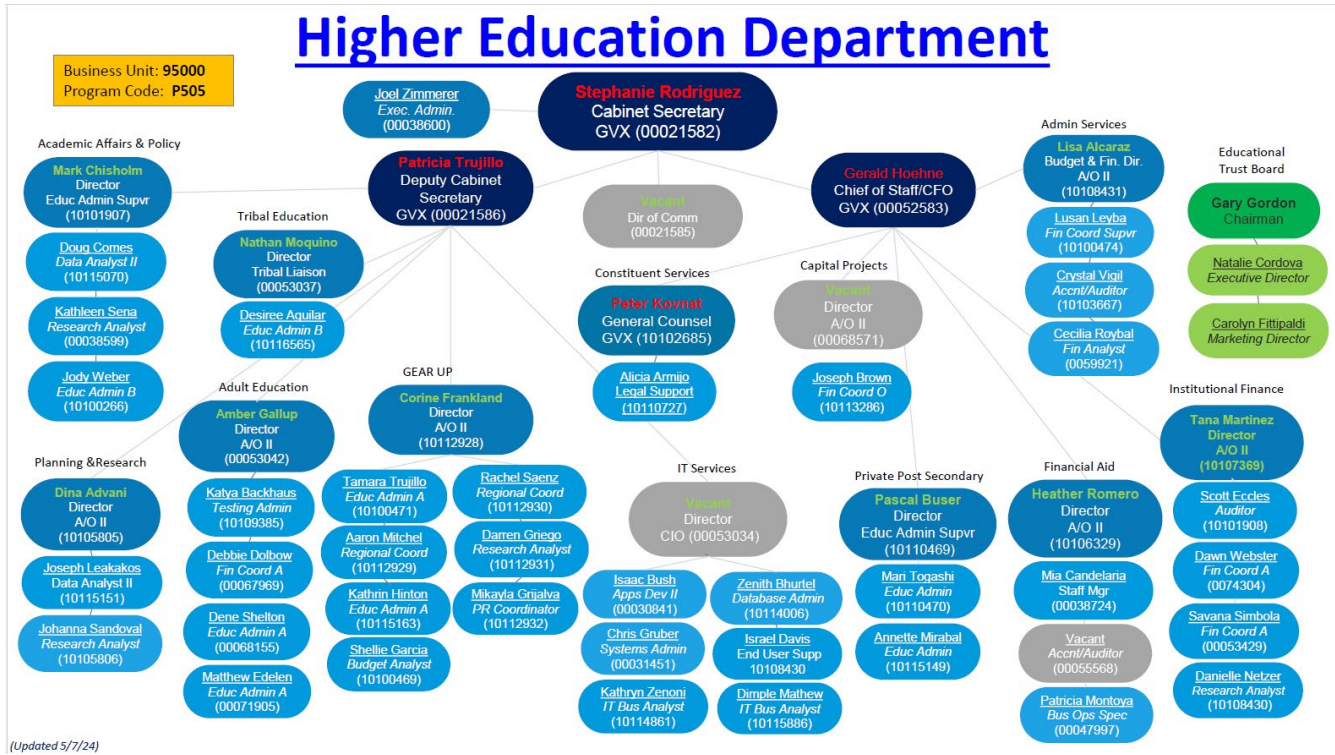 Higher Education Department
Business Unit: 95000
Program Code: P505
Joel Zimmerer
Exec. Admin.
(00038600)
Stephanie Rodriguez
Cabinet Secretary
GVX (00021582)
Academic Affairs & Policy
Mark Chisholm
Director
Educ Admin Supvr
(10101907)
Doug Comes
Data Analyst II
(10115070)
Kathleen Sena
Research Analyst
(00038599)
Jody Weber
Educ Admin B
(10100266)
Patricia Trujillo
Deputy Cabinet
Secretary
GVX (00021586)
Vacant
Dir of Comm
(00021585)
Gerald Hoehne
Chief of Staff/CFO
GVX (00052583)
Admin Services
Lisa Alcaraz
Budget & Fin. Dir.
A/O II
(10108431)
Lusan Leyba
Fin Coord Supvr
(10100474)
Crystal Vigil
Accnt/Auditor
(10103667)
Cecilia Roybal
Fin Analyst
(0059921)
Educational
Trust Board
Gary Gordon
Chairman
Natalie Cordova
Executive Director
Carolyn Fittipaldi
Marketing Director
Tribal Education
Nathan Moquino
Director
Tribal Liaison
(00053037)
Desiree Aguilar
Educ Admin B
(10116565)
Constituent Services
Peter Kovnat
General Counsel
GVX (10102685)
Alicia Armijo
Legal Support
(10110727)
Capital Projects
Vacant
Director
A/O II
(00068571)
Joseph Brown
Fin Coord O
(10113286)
Planning &Research
Dina Advani
Director
A/O II
(10105805)
Joseph Leakakos
Data Analyst II
(10115151)
Johanna Sandoval
Research Analyst
(10105806)
Adult Education
Amber Gallup
Director
A/O II
(00053042)
Katya Backhaus
Testing Admin
(10109385)
Debbie Dolbow
Fin Coord A
(00067969)
Dene Shelton
Educ Admin A
(00068155)
Matthew Edelen
Educ Admin A
(00071905)
GEAR UP
Corine Frankland
Director
A/O II
(10112928)
Tamara Trujillo
Educ Admin A
(10100471)
Aaron Mitchel
Regional Coord
(10112929)
Kathrin Hinton
Educ Admin A
(10115163)
Shellie Garcia
Budget Analyst
(10100469)
Rachel Saenz
Regional Coord
(10112930)
Darren Griego
Research Analyst
(10112931)
Mikayla Grijalva
PR Coordinator
(10112932)
IT Services
Vacant
Director
CIO (00053034)
Isaac Bush
Apps Dev II
(00030841)
Chris Gruber
Systems Admin
(00031451)
Kathryn Zenoni
IT Bus Analyst
(10114861)
Zenith Bhurtel
Database Admin
(10114006)
Israel Davis
End User Supp
10108430
Dimple Mathew
IT Bus Analyst
(10115886)
Private Post Secondary
Pascal Buser
Director
Educ Admin Supvr
(10110469)
Mari Togashi
Educ Admin
(10110470)
Annette Mirabal
Educ Admin
(10115149)
Financial Aid
Heather Romero
Director
A/O II
(10106329)
Mia Candelaria
Staff Mgr
(00038724)
Vacant
Accnt/Auditor
(00055568)
Patricia Montoya
Bus Ops Spec
(00047997)
Institutional Finance
Tana Martinez
Director
A/O II
(10107369)
Scott Eccles
Auditor
(10101908)
Dawn Webster
Fin Coord A
(0074304)
Savana Simbola
Fin Coord A
(00053429)
Danielle Netzer
Research Analyst
(10108430)
(Updated 5/7/24)